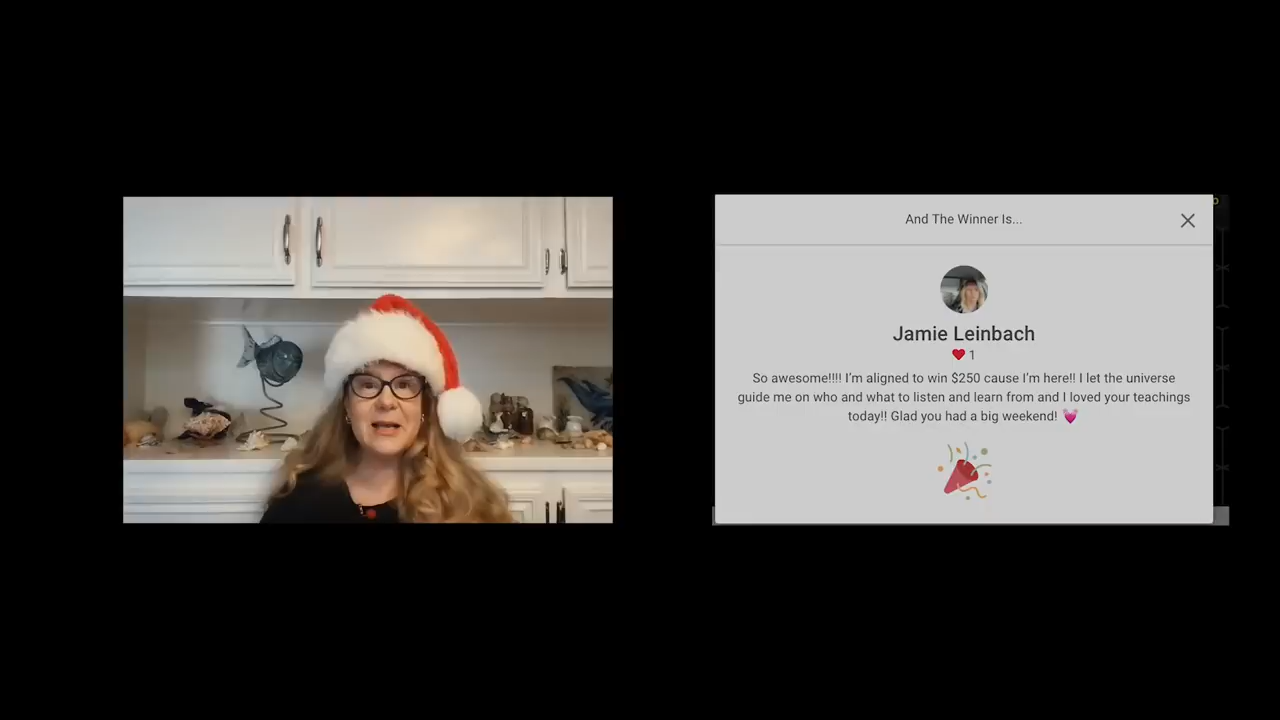 And The Winner Is...
Jamie Leinbach
❤️ 1
So awesome!!!! I'm aligned to win $250 cause I'm here!! I let the universe
guide me on who and what to listen and learn from and I loved your teachings
today!! Glad you had a big weekend! 💓